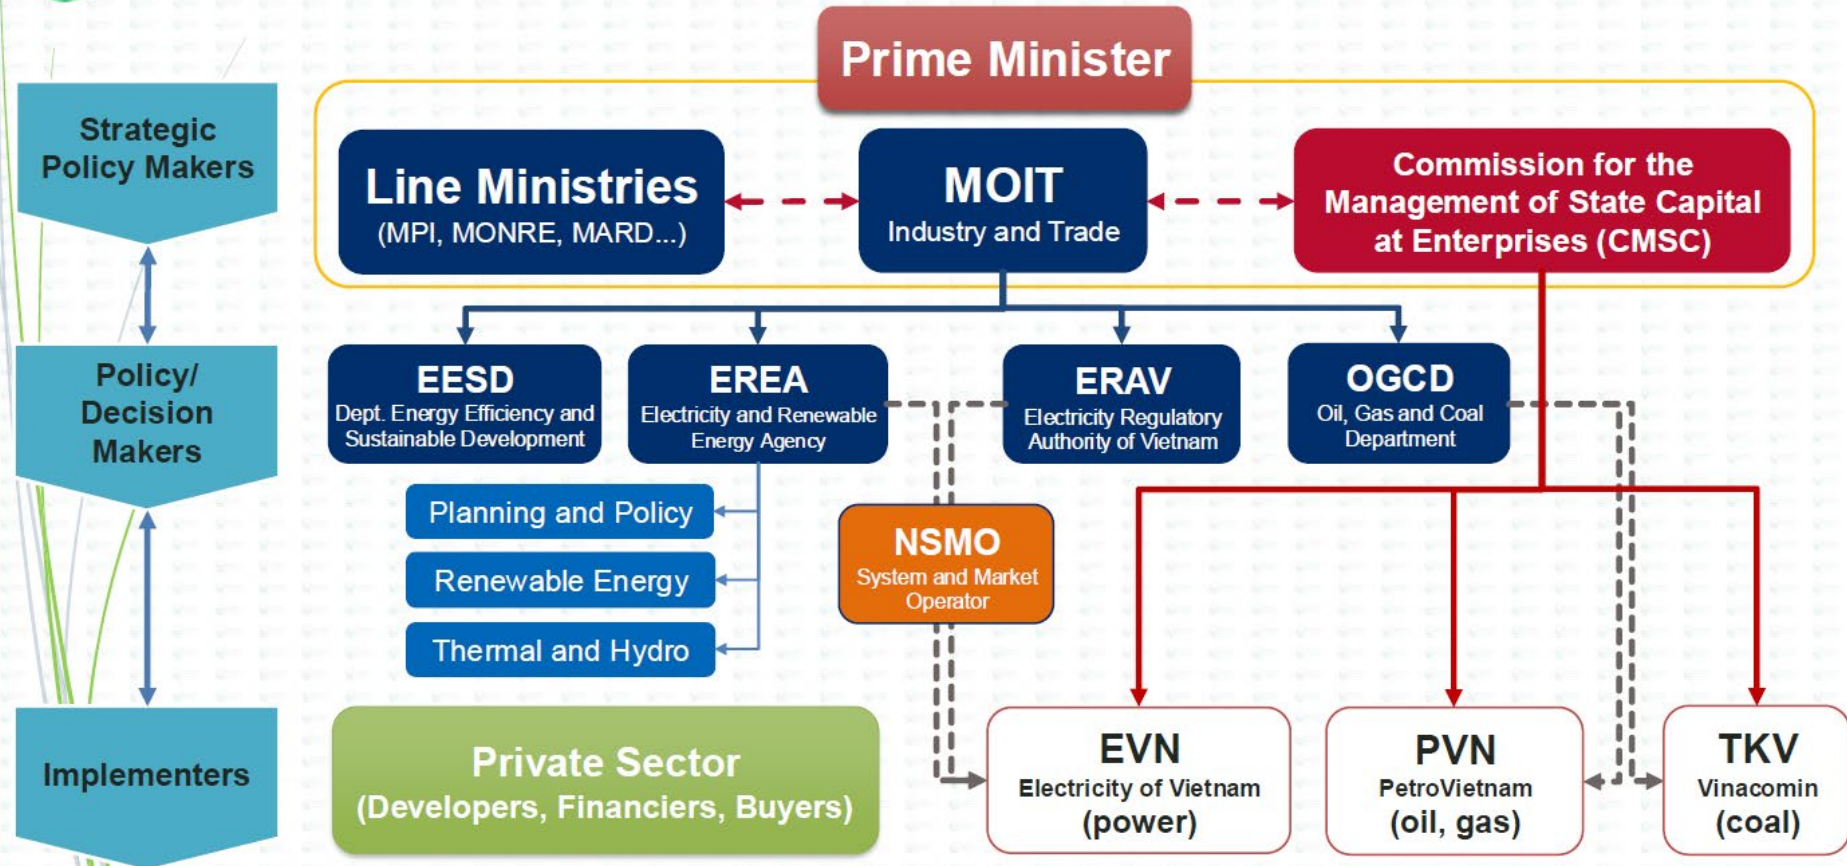 Prime Minister
Strategic
Policy Makers
Line Ministries
(MPI, MONRE, MARD...)
MOIT
Industry and Trade
Commission for the
Management of State Capital
at Enterprises (CMSC)
Policy/
Decision
Makers
EESD
Dept. Energy Efficiency and
Sustainable Development
EREA
Electricity and Renewable
Energy Agency
ERAV
Electricity Regulatory
Authority of Vietnam
OGCD
Oil, Gas and Coal
Department
Planning and Policy
Renewable Energy
Thermal and Hydro
NSMO
System and Market
Operator
Implementers
Private Sector
(Developers, Financiers, Buyers)
EVN
Electricity of Vietnam
(power)
PVN
PetroVietnam
(oil, gas)
TKV
Vinacomin
(coal)